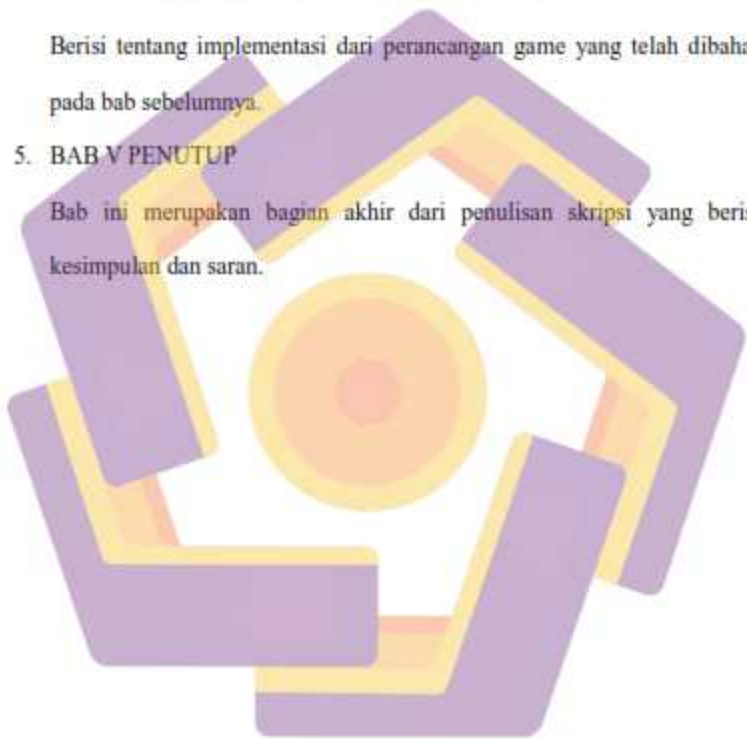 Berisi tentang implementasi dari perancangan game yang telah dibaha
pada bab sebelumnya.
5. BAB V PENUTUP
Bab ini merupakan bagian akhir dari penulisan skripsi yang beris
kesimpulan dan saran.